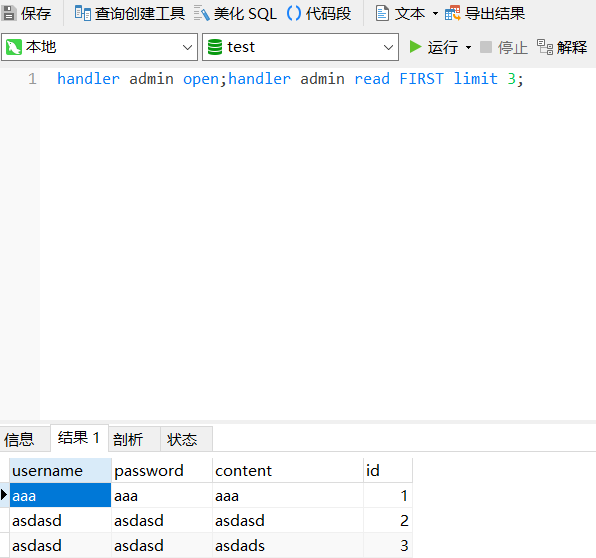 保存 查询创建工具 美化 SQL () 代码段 文本 导出结果
本地 test 运行 停止 解释
1 handler admin open;handler admin read FIRST limit 3;
信息 结果 1 剖析 状态
username password content id
aaa aaa aaa 1
asdasd asdasd asdasd 2
asdasd asdasd asdads 3